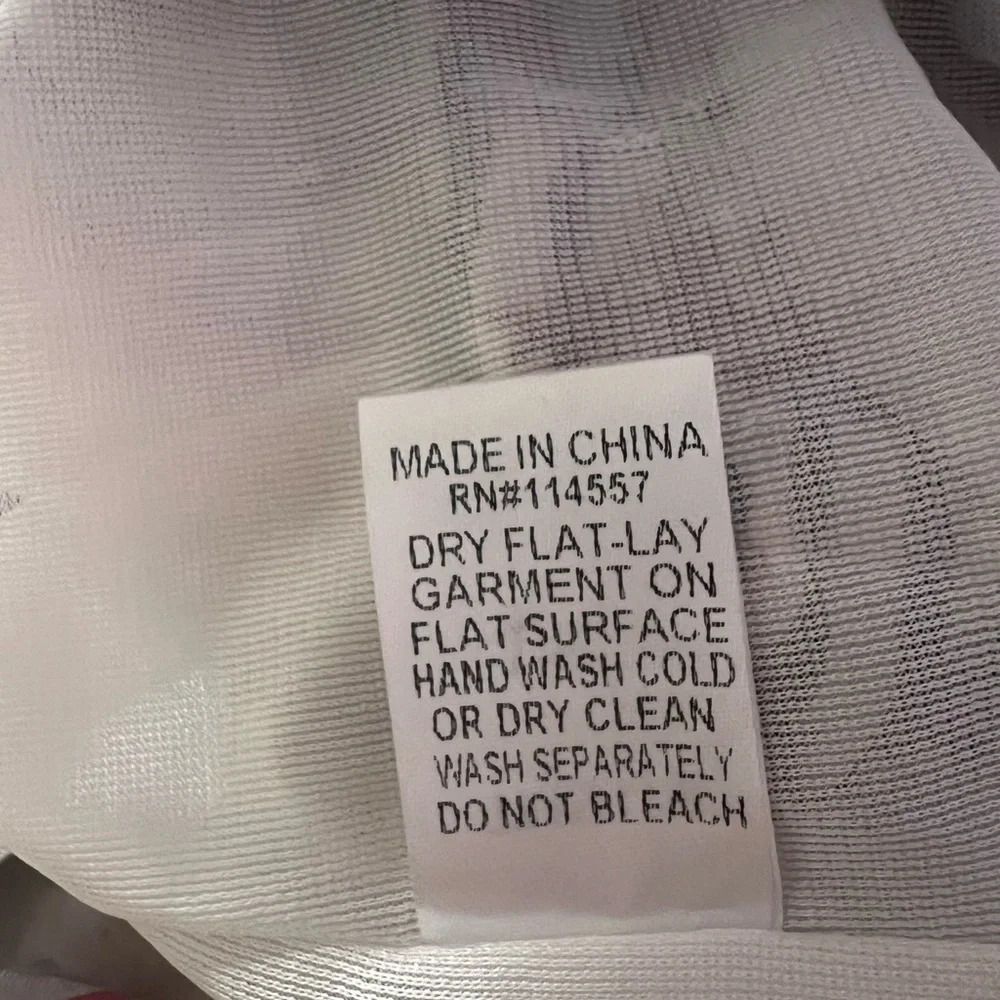 MADE IN CHINA
RN#114557
DRY FLAT-LAY
GARMENT ON
FLAT SURFACE
HAND WASH COLD
OR DRY CLEAN
WASH SEPARATELY
DO NOT BLEACH